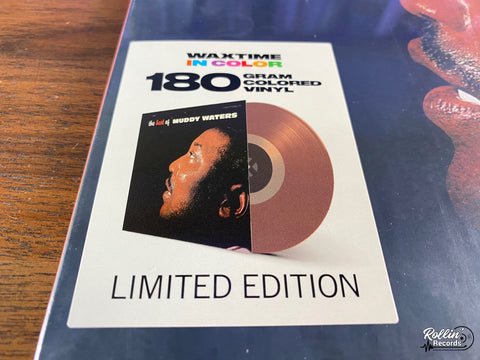 WAXTIME
IN COLOR
180 GRAM
COLORED
VINYL
the best of MUDDY WATERS
LIMITED EDITION
Rollin'
Records